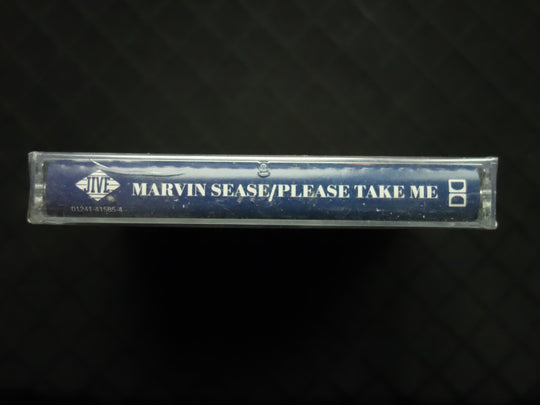 JIVE
MARVIN SEASE/PLEASE TAKE ME
01241-41585-4